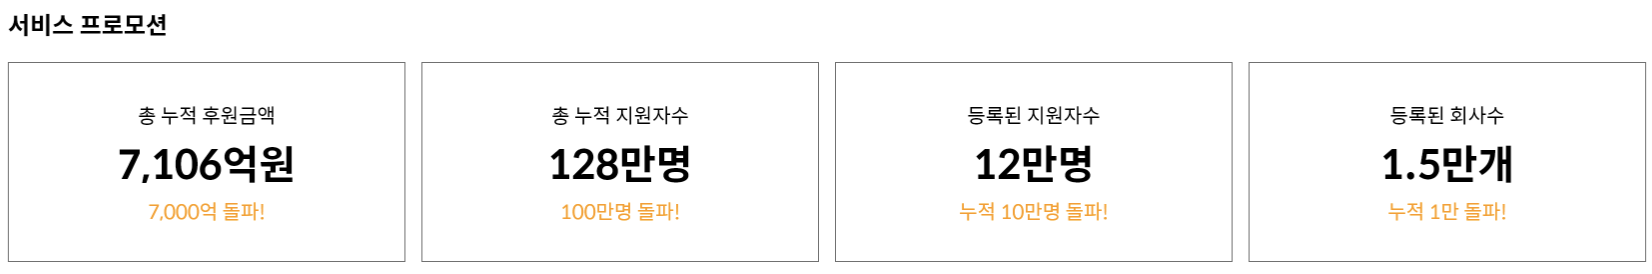 서비스 프로모션
총 누적 후원금액
7,106억원
7,000억 돌파!
총 누적 지원자수
128만명
100만명 돌파!
등록된 지원자수
12만명
누적 10만명 돌파!
등록된 회사수
1.5만개
누적 1만 돌파!